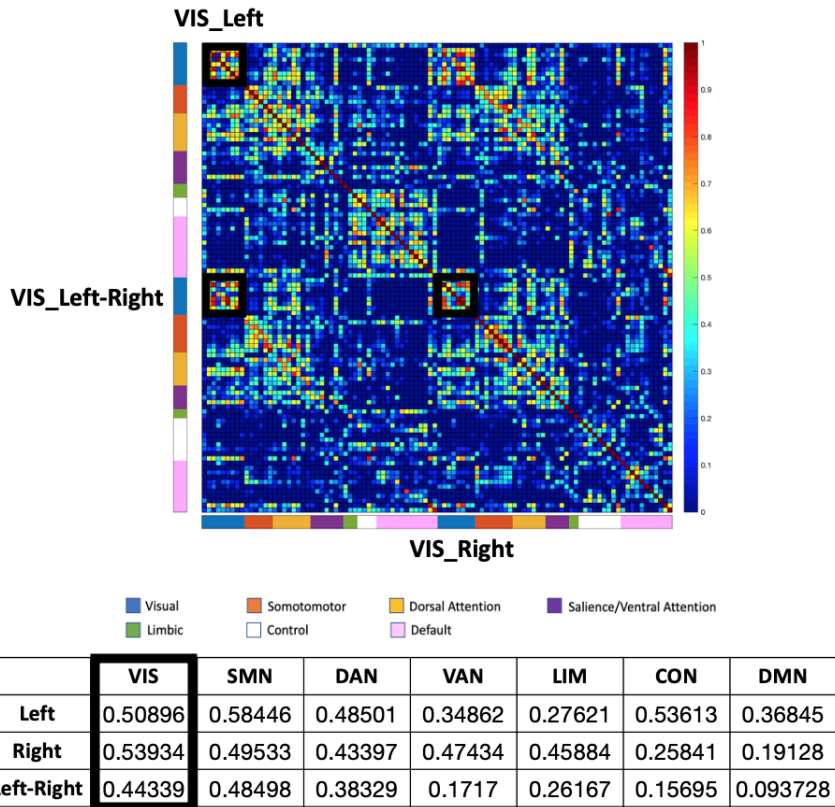 VIS_Left
1
0.9
0.8
0.7
0.6
0.5
0.4
0.3
0.2
0.1
0
VIS_Left-Right
VIS_Right
Visual Somotomotor Dorsal Attention Salience/Ventral Attention
Limbic Control Default
VIS SMN DAN VAN LIM CON DMN
Left 0.50896 0.58446 0.48501 0.34862 0.27621 0.53613 0.36845
Right 0.53934 0.49533 0.43397 0.47434 0.45884 0.25841 0.19128
eft-Right 0.44339 0.48498 0.38329 0.1717 0.26167 0.15695 0.093728